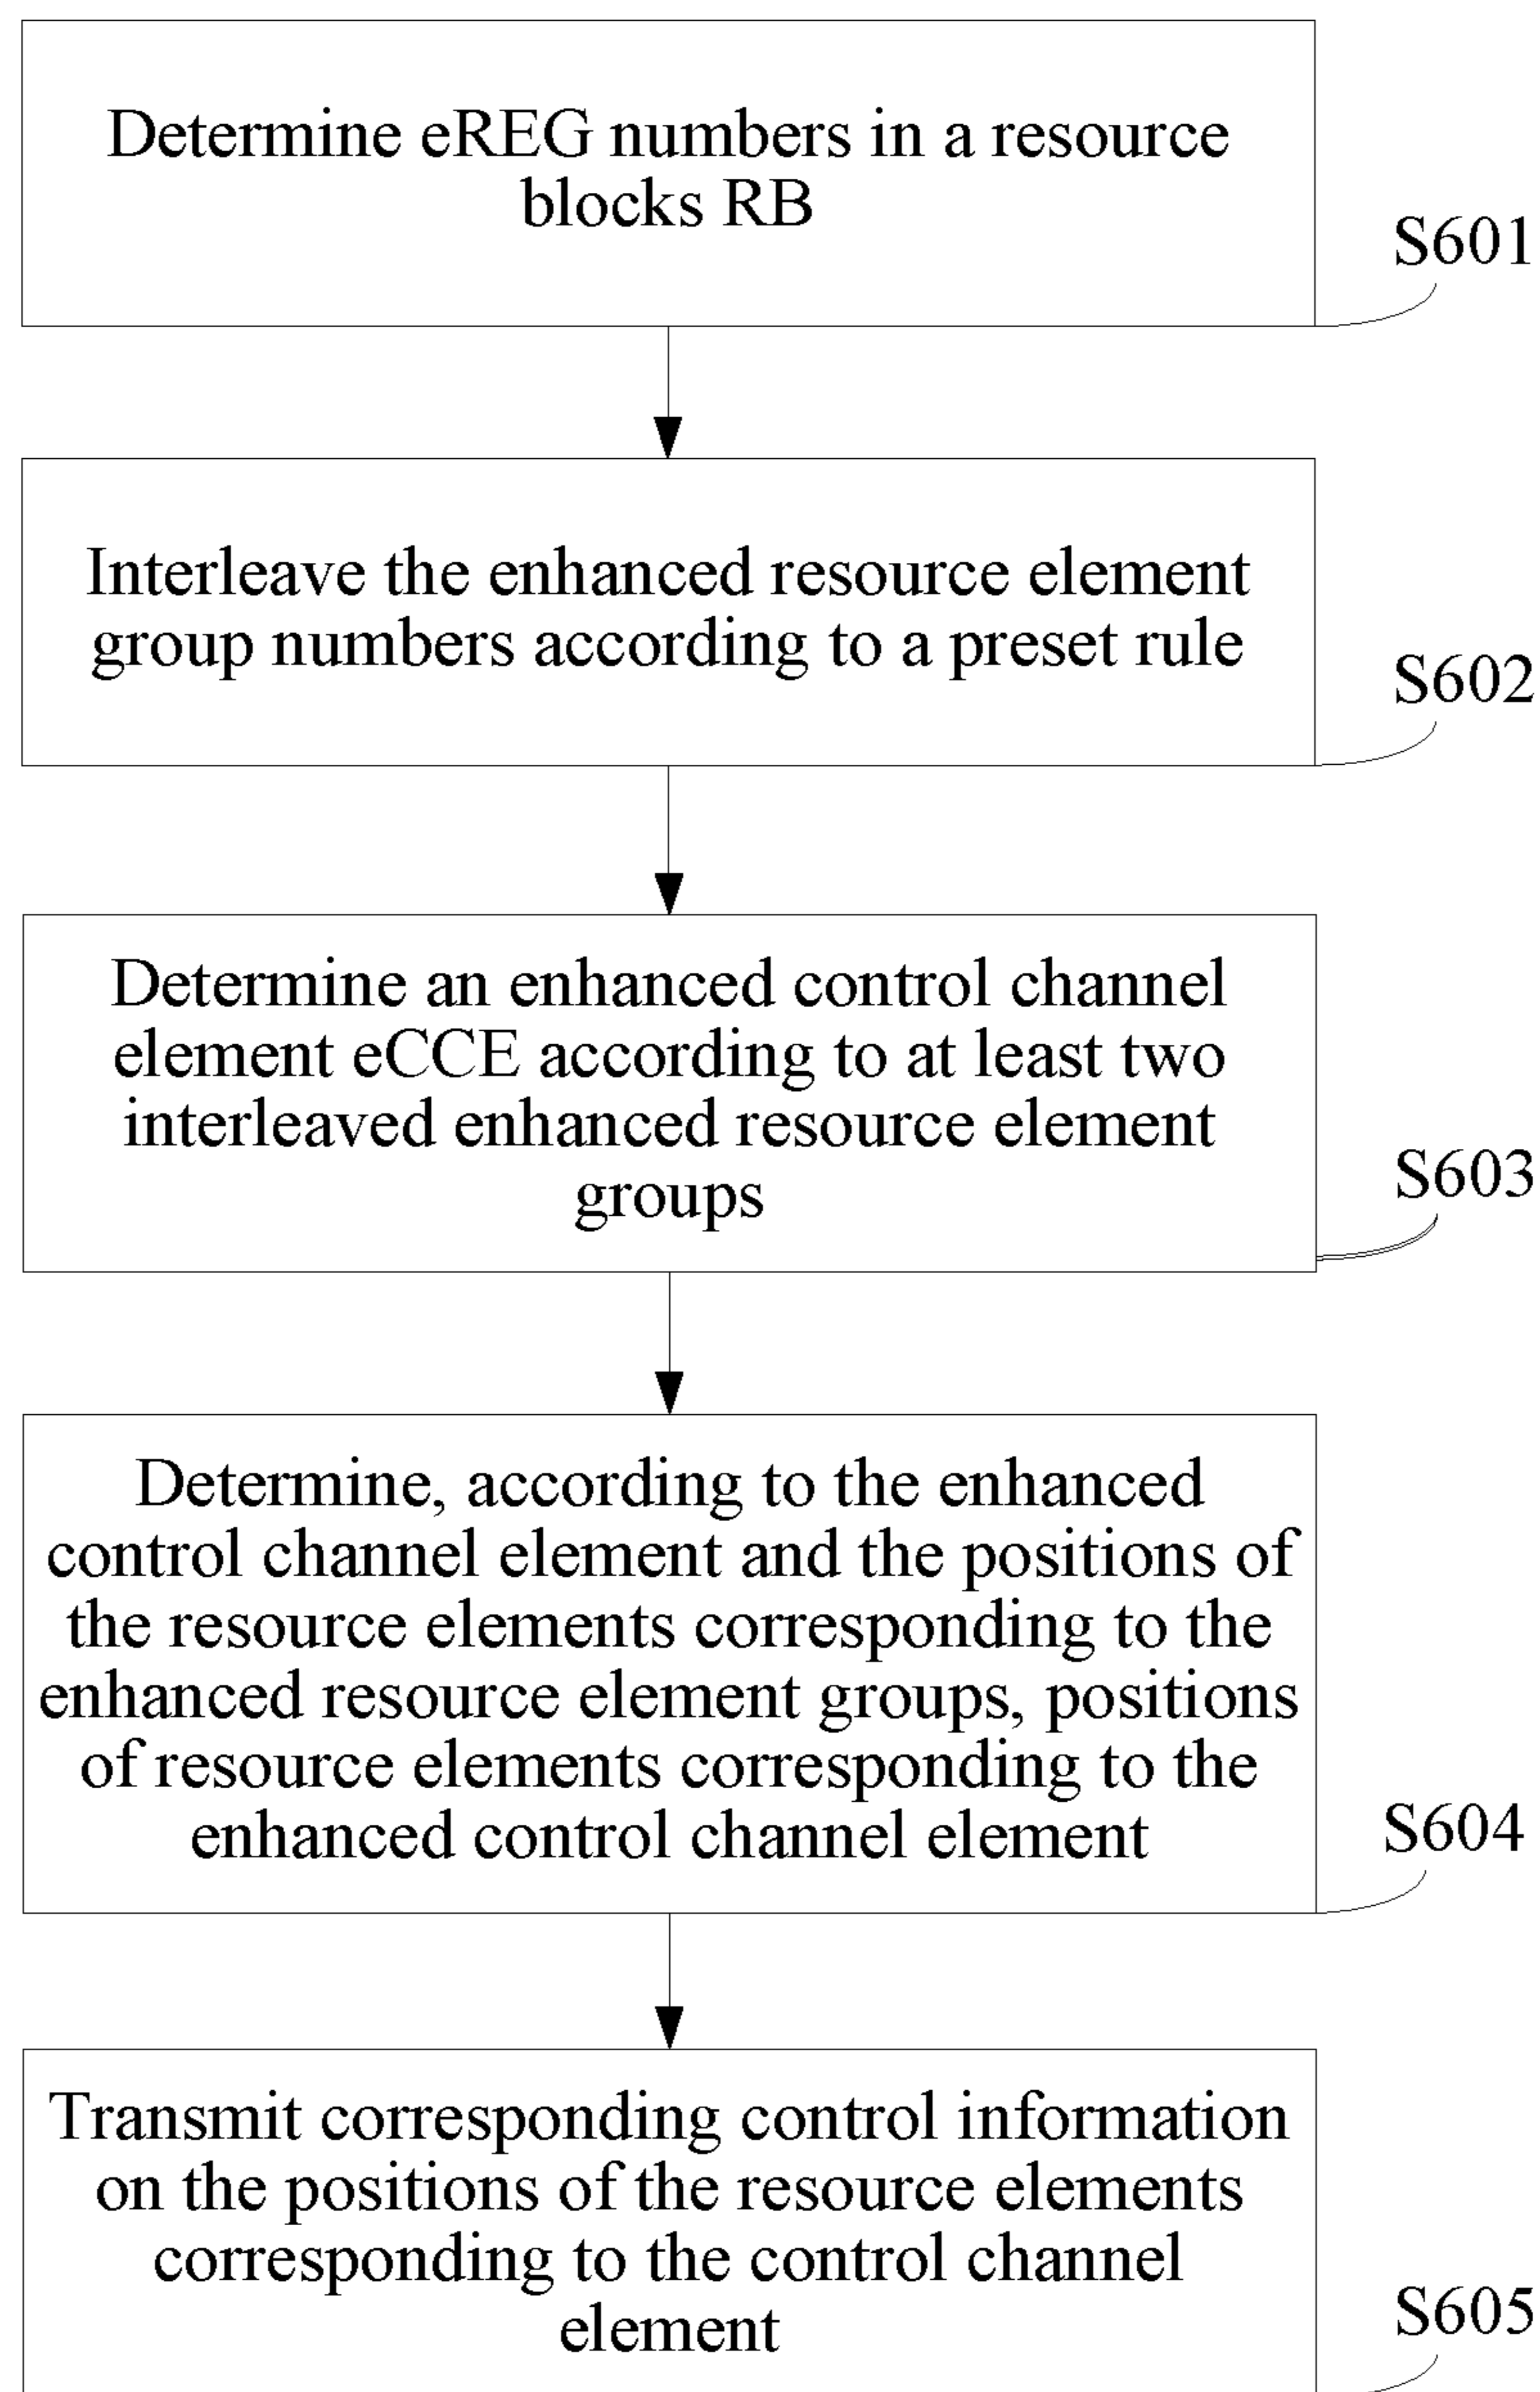 Determine eREG numbers in a resource
blocks RB
S601
Interleave the enhanced resource element
group numbers according to a preset rule
S602
Determine an enhanced control channel
element eCCE according to at least two
interleaved enhanced resource element
groups
S603
Determine, according to the enhanced
control channel element and the positions of
the resource elements corresponding to the
enhanced resource element groups, positions
of resource elements corresponding to the
enhanced control channel element
S604
Transmit corresponding control information
on the positions of the resource elements
corresponding to the control channel
element
S605